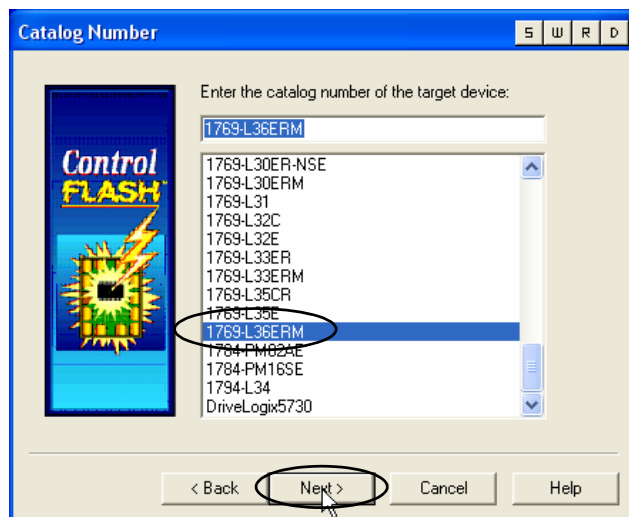 Catalog Number
S W R D
Enter the catalog number of the target device:
1769-L36ERM
Control
FLASH
1769-L30ER-NSE
1769-L30ERM
1769-L31
1769-L32C
1769-L32E
1769-L33ER
1769-L33ERM
1769-L35CR
1769-L35E
1769-L36ERM
1784-PM02AE
1784-PM16SE
1794-L34
DriveLogix5730
< Back Next > Cancel Help